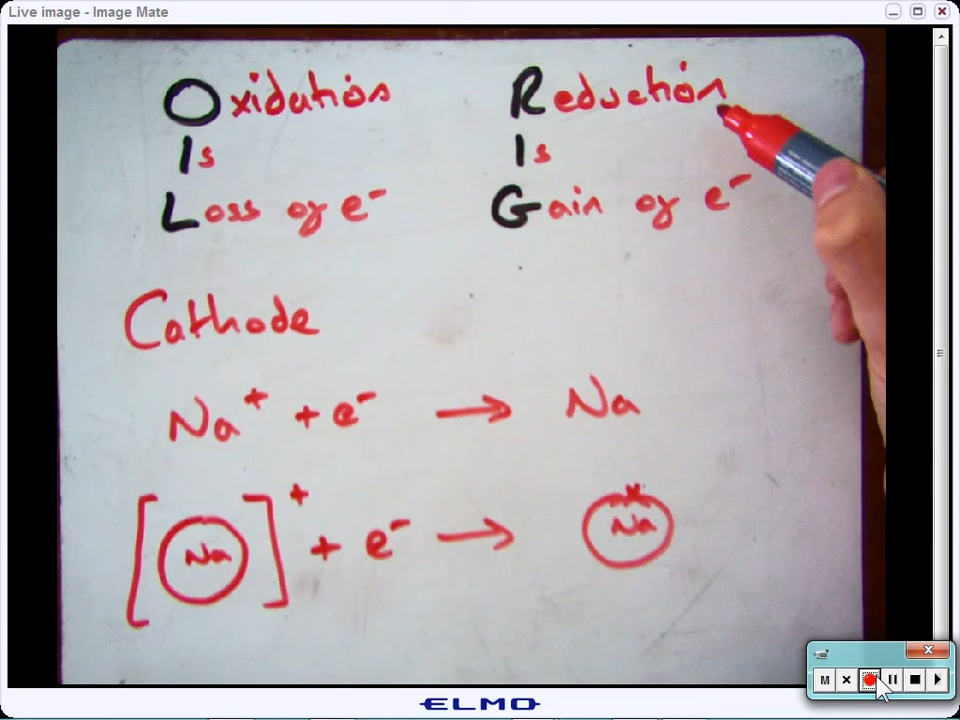 Live image - Image Mate
Oxidation Reduction
Is Is
Loss of e⁻ Gain of e⁻
Cathode
Na⁺ + e⁻ → Na
[Na]⁺ + e⁻ → Na
M
ELMO